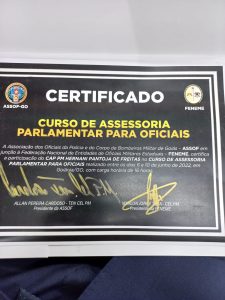 ASSOF-GO
CERTIFICADO
FENEME
CURSO DE ASSESSORIA
PARLAMENTAR PARA OFICIAIS
A Associação dos Oficiais da Polícia e do Corpo de Bombeiros Militar de Goiás - ASSOF em
junção a Federação Nacional de Entidades de Oficiais Militares Estaduais - FENEME, certifica
a participação do CAP PM HERNANI PANTOJA DE FREITAS no CURSO DE ASSESSORIA
PARLAMENTAR PARA OFICIAIS realizado entre os dias 6 a 10 de junho de 2022, em
Goiânia/GO, com carga horária de 16 horas.
ALLAN PEREIRA CARDOSO - TEN CEL PM
Presidente da ASSOF
CEL PM
Presidente da FENEME